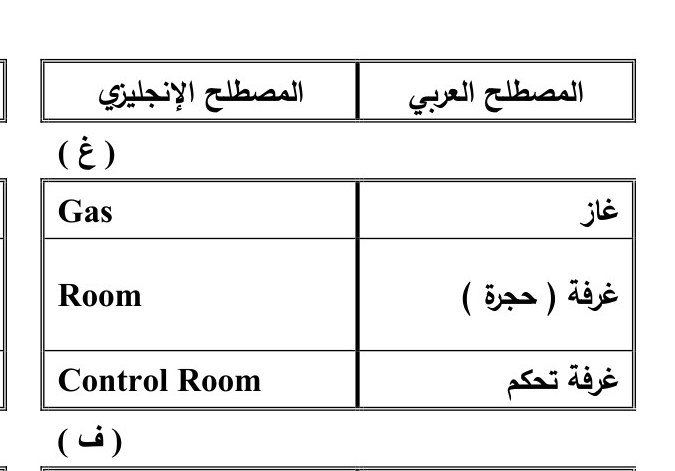 المصطلح العربي المصطلح الإنجليزي
( غ )
غاز Gas
غرفة ( حجرة ) Room
غرفة تحكم Control Room
( ف )